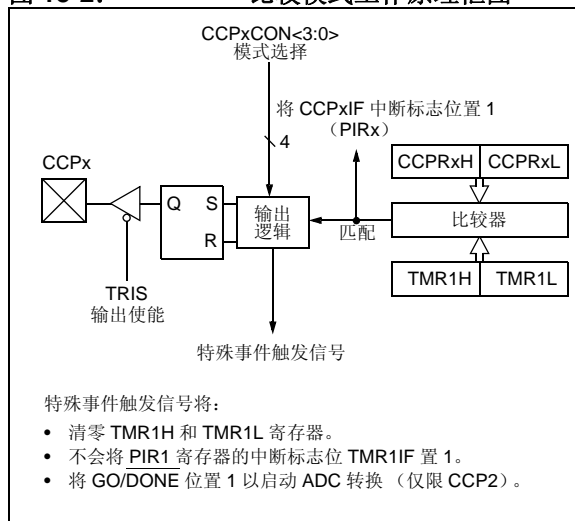 CCPxCON<3:0>
模式选择
将 CCPxIF 中断标志位置 1
（PIRx）
4
CCPx
CCPRxH CCPRxL
Q S
R
输出
逻辑
匹配
比较器
TMR1H TMR1L
TRIS
输出使能
特殊事件触发信号
特殊事件触发信号将：
• 清零 TMR1H 和 TMR1L 寄存器。
• 不会将 PIR1 寄存器的中断标志位 TMR1IF 置 1。
• 将 GO/DONE 位置 1 以启动 ADC 转换 （仅限 CCP2）。